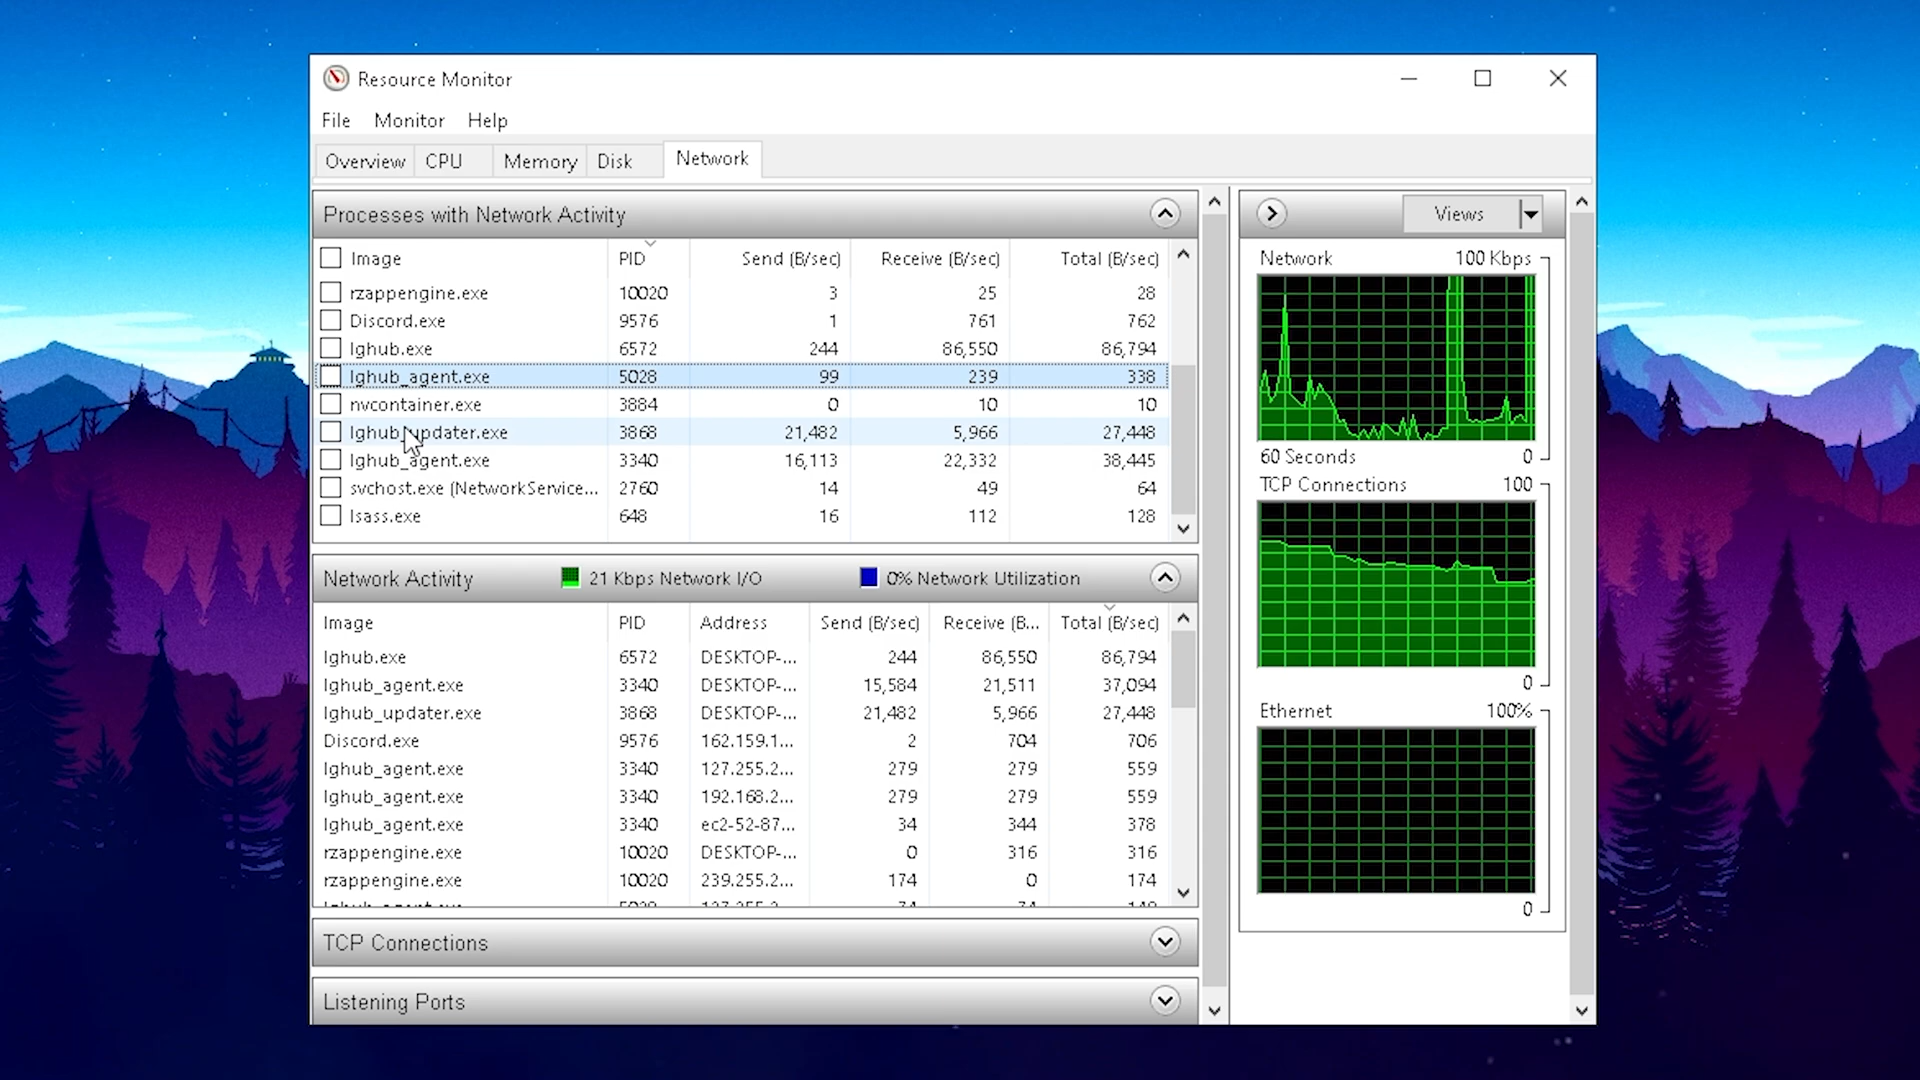 Resource Monitor
File Monitor Help
Overview CPU Memory Disk Network
Processes with Network Activity
Image PID Send (B/sec) Receive (B/sec) Total (B/sec)
rzappengine.exe 10020 3 25 28
Discord.exe 9576 1 761 762
lghub.exe 6572 244 86,550 86,794
lghub_agent.exe 5028 99 239 338
nvcontainer.exe 3884 0 10 10
lghub_updater.exe 3868 21,482 5,966 27,448
lghub_agent.exe 3340 16,113 22,332 38,445
svchost.exe (NetworkService... 2760 14 49 64
lsass.exe 648 16 112 128
Network Activity 21 Kbps Network I/O 0% Network Utilization
Image PID Address Send (B/sec) Receive (B... Total (B/sec)
lghub.exe 6572 DESKTOP-... 244 86,550 86,794
lghub_agent.exe 3340 DESKTOP-... 15,584 21,511 37,094
lghub_updater.exe 3868 DESKTOP-... 21,482 5,966 27,448
Discord.exe 9576 162.159.1... 2 704 706
lghub_agent.exe 3340 127.255.2... 279 279 559
lghub_agent.exe 3340 192.168.2... 279 279 559
lghub_agent.exe 3340 ec2-52-87... 34 344 378
rzappengine.exe 10020 DESKTOP-... 0 316 316
rzappengine.exe 10020 239.255.2... 174 0 174
TCP Connections
Listening Ports
Views
Network 100 Kbps
60 Seconds 0
TCP Connections 100
0
Ethernet 100%
0